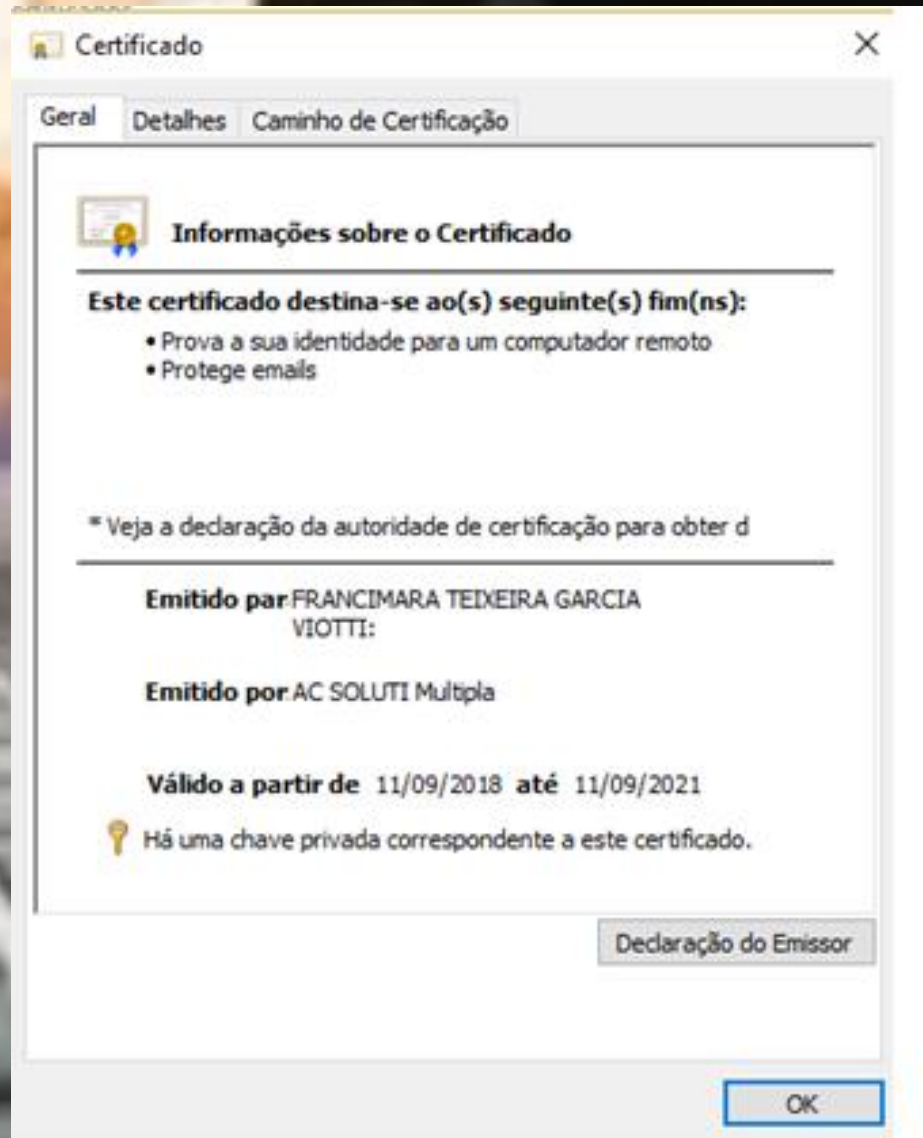 Certificado
Geral Detalhes Caminho de Certificação
Informações sobre o Certificado
Este certificado destina-se ao(s) seguinte(s) fim(ns):
• Prova a sua identidade para um computador remoto
• Protege emails
* Veja a declaração da autoridade de certificação para obter d
Emitido par FRANCIMARA TEIXEIRA GARCIA
VIOTTI:
Emitido por AC SOLUTI Multipla
Válido a partir de 11/09/2018 até 11/09/2021
Há uma chave privada correspondente a este certificado.
Declaração do Emissor
OK